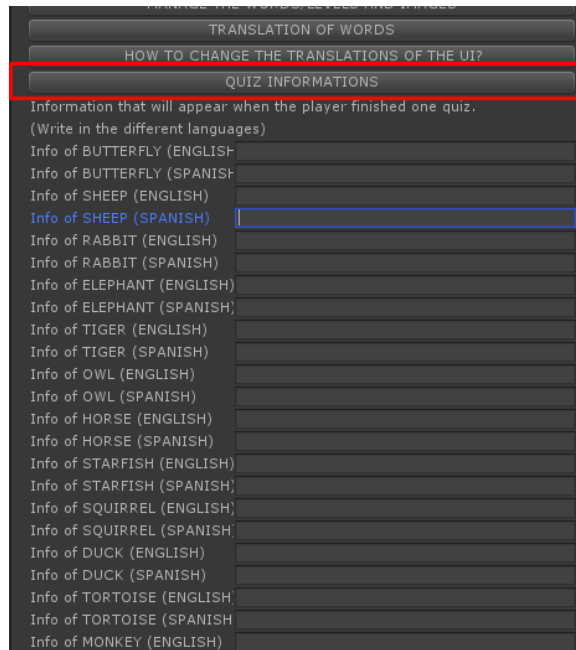 MANAGE THE WORDS/LEVELS AND IMAGES
TRANSLATION OF WORDS
HOW TO CHANGE THE TRANSLATIONS OF THE UI?
QUIZ INFORMATIONS
Information that will appear when the player finished one quiz.
(Write in the different languages)
Info of BUTTERFLY (ENGLISH
Info of BUTTERFLY (SPANISH
Info of SHEEP (ENGLISH)
Info of SHEEP (SPANISH)
Info of RABBIT (ENGLISH)
Info of RABBIT (SPANISH)
Info of ELEPHANT (ENGLISH)
Info of ELEPHANT (SPANISH)
Info of TIGER (ENGLISH)
Info of TIGER (SPANISH)
Info of OWL (ENGLISH)
Info of OWL (SPANISH)
Info of HORSE (ENGLISH)
Info of HORSE (SPANISH)
Info of STARFISH (ENGLISH)
Info of STARFISH (SPANISH)
Info of SQUIRREL (ENGLISH)
Info of SQUIRREL (SPANISH)
Info of DUCK (ENGLISH)
Info of DUCK (SPANISH)
Info of TORTOISE (ENGLISH)
Info of TORTOISE (SPANISH
Info of MONKEY (ENGLISH)